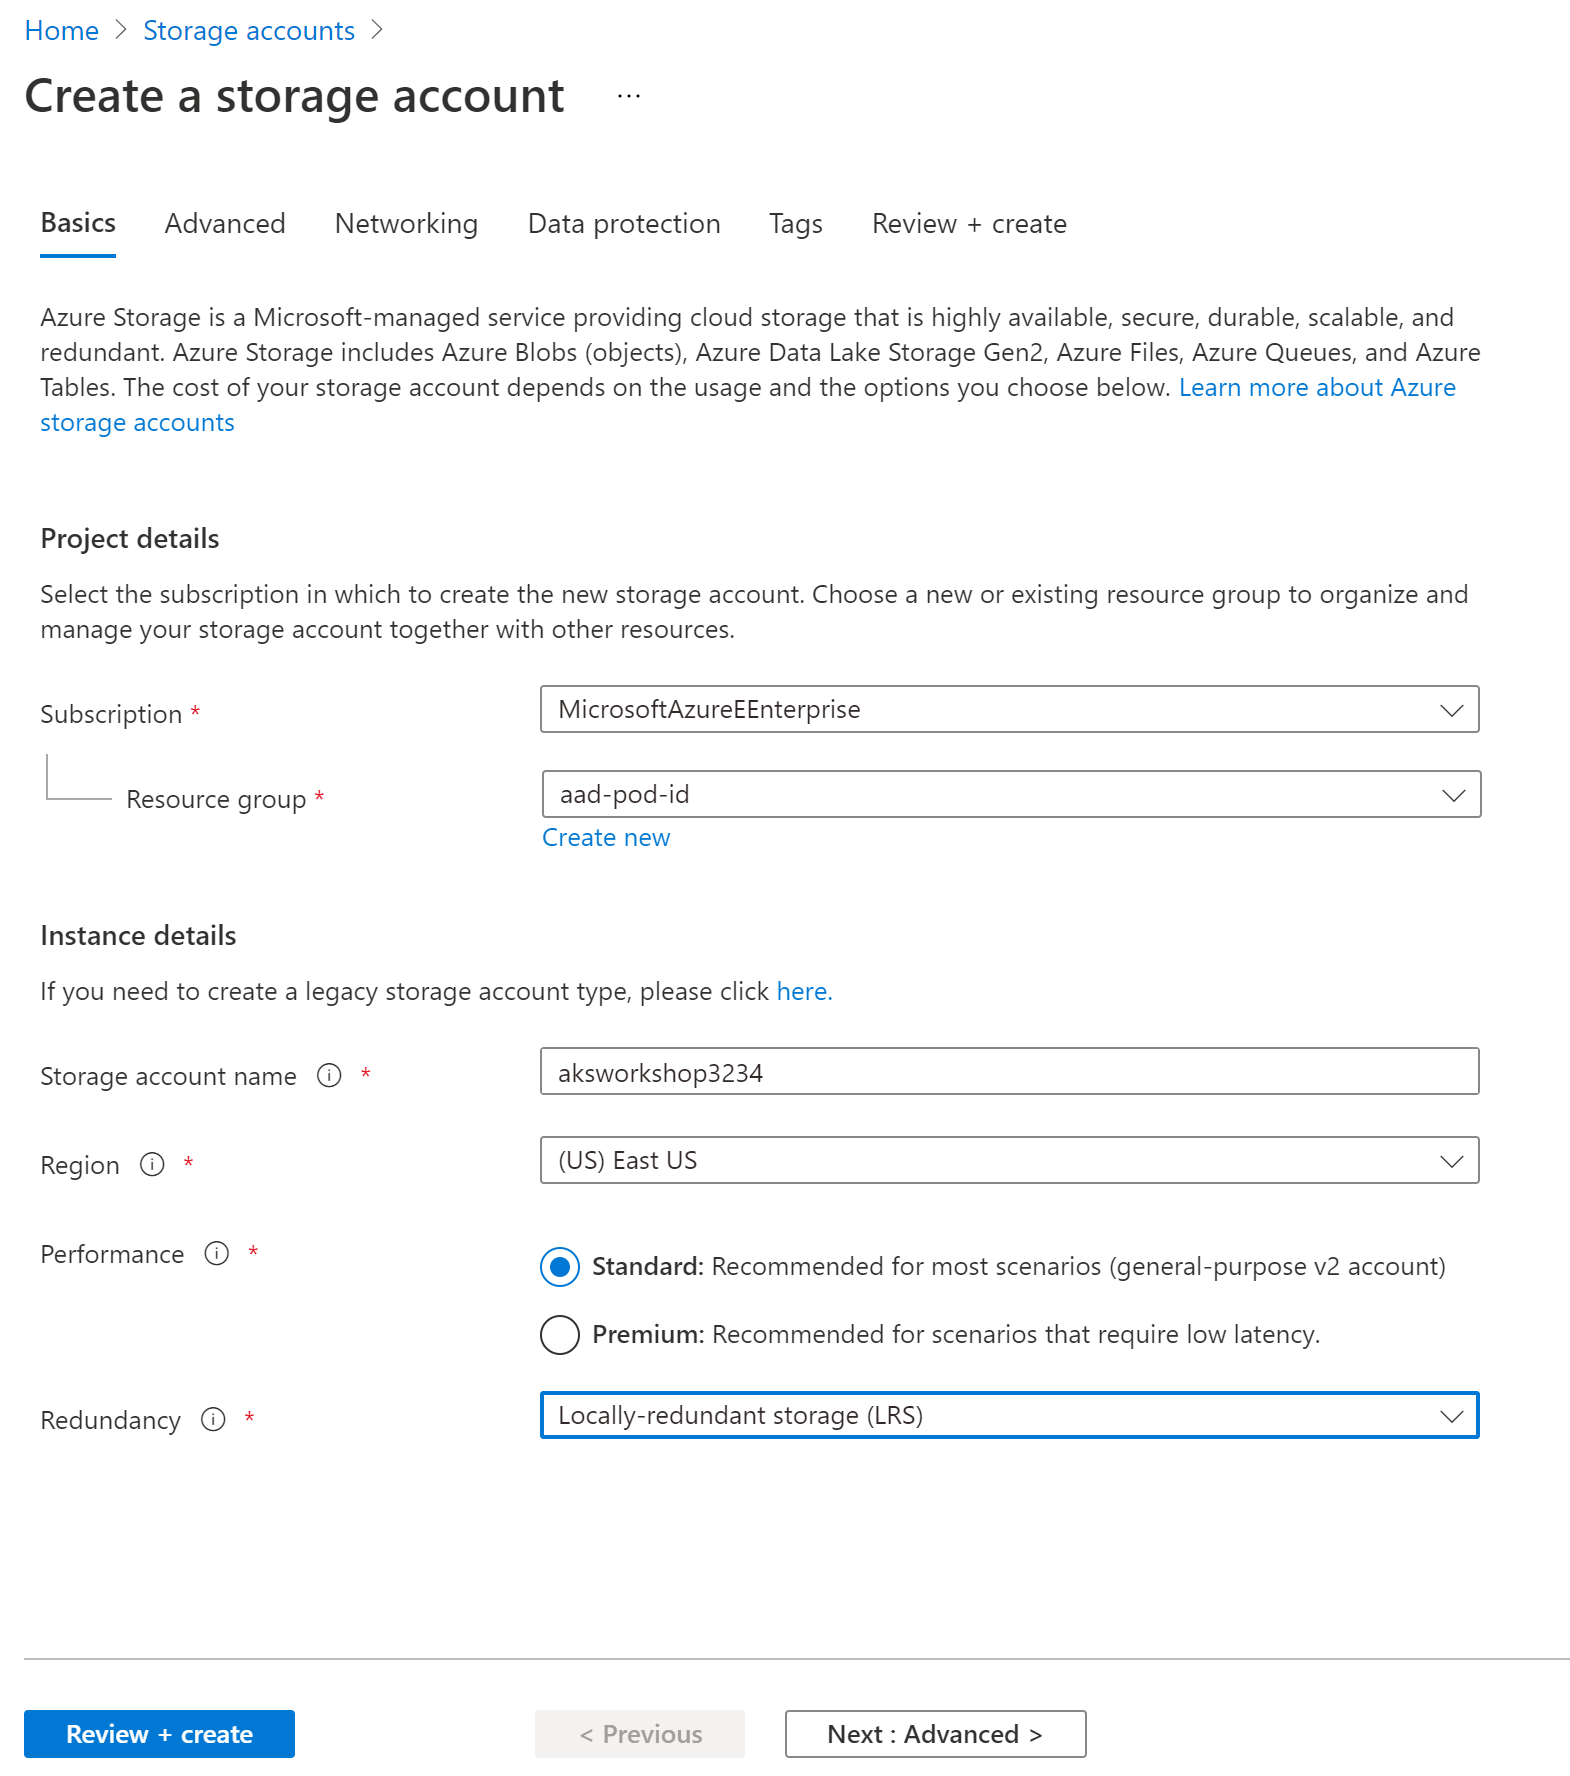 Home > Storage accounts >
Create a storage account ...
Basics Advanced Networking Data protection Tags Review + create
Azure Storage is a Microsoft-managed service providing cloud storage that is highly available, secure, durable, scalable, and
redundant. Azure Storage includes Azure Blobs (objects), Azure Data Lake Storage Gen2, Azure Files, Azure Queues, and Azure
Tables. The cost of your storage account depends on the usage and the options you choose below. Learn more about Azure
storage accounts
Project details
Select the subscription in which to create the new storage account. Choose a new or existing resource group to organize and
manage your storage account together with other resources.
Subscription * MicrosoftAzureEEnterprise
Resource group * aad-pod-id
Create new
Instance details
If you need to create a legacy storage account type, please click here.
Storage account name * aksworkshop3234
Region * (US) East US
Performance * Standard: Recommended for most scenarios (general-purpose v2 account)
Premium: Recommended for scenarios that require low latency.
Redundancy * Locally-redundant storage (LRS)
Review + create < Previous Next : Advanced >